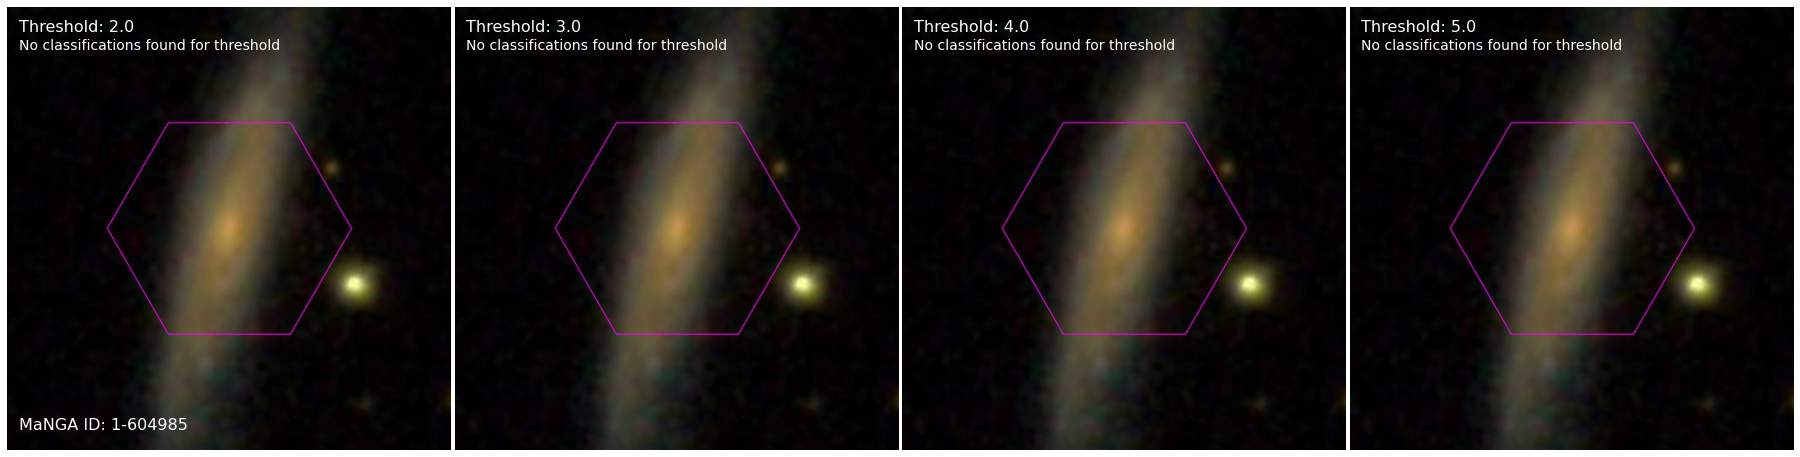 Threshold: 2.0
No classifications found for threshold
MaNGA ID: 1-604985
Threshold: 3.0
No classifications found for threshold
Threshold: 4.0
No classifications found for threshold
Threshold: 5.0
No classifications found for threshold